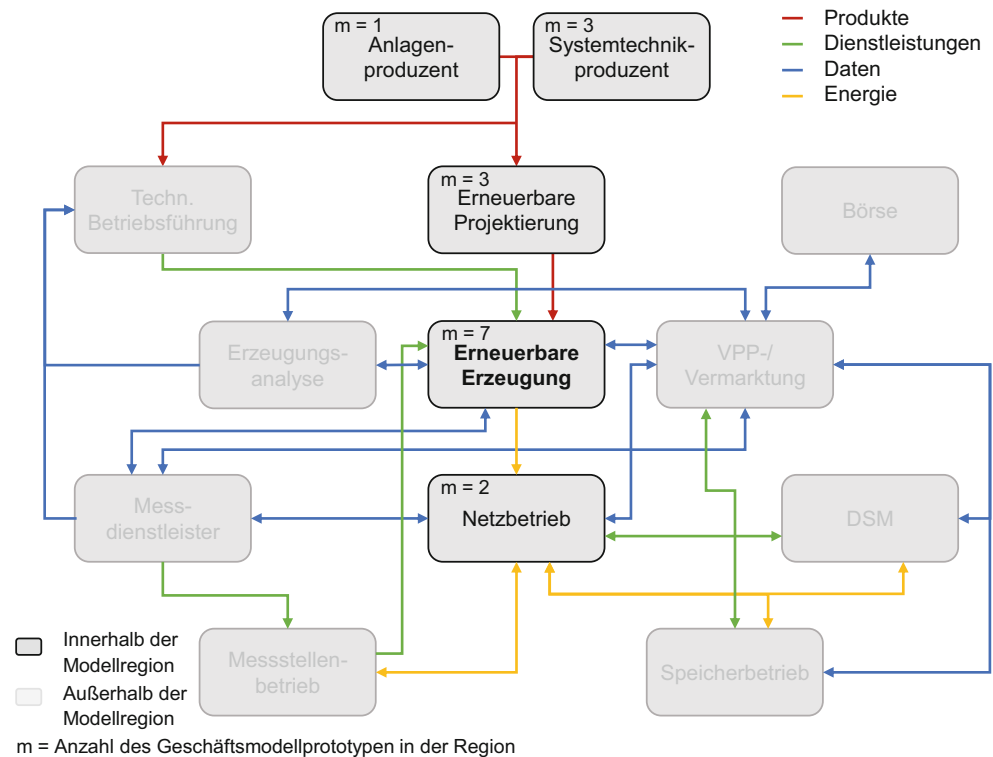 m = 1
Anlagen-
produzent
m = 3
Systemtechnik-
produzent
Produkte
Dienstleistungen
Daten
Energie
Techn.
Betriebsführung
m = 3
Erneuerbare
Projektierung
Börse
Erzeugungs-
analyse
m = 7
Erneuerbare
Erzeugung
VPP-/
Vermarktung
Mess-
dienstleister
m = 2
Netzbetrieb
DSM
Messstellen-
betrieb
Speicherbetrieb
Innerhalb der
Modellregion
Außerhalb der
Modellregion
m = Anzahl des Geschäftsmodellprototypen in der Region